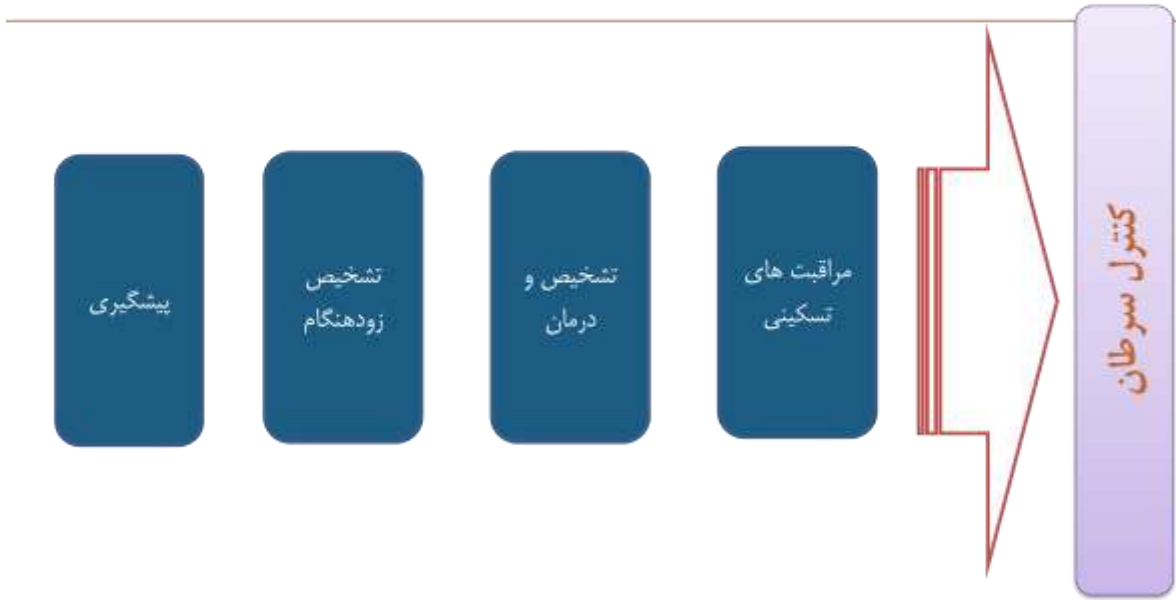 پیشگیری
تشخیص
زودهنگام
تشخیص و
درمان
مراقبت های
تسکینی
کنترل سرطان